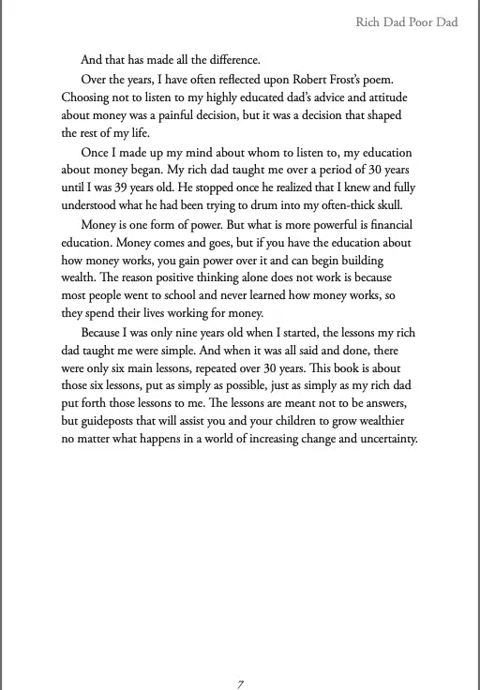 Rich Dad Poor Dad
And that has made all the difference.
Over the years, I have often reflected upon Robert Frost’s poem.
Choosing not to listen to my highly educated dad’s advice and attitude
about money was a painful decision, but it was a decision that shaped
the rest of my life.
Once I made up my mind about whom to listen to, my education
about money began. My rich dad taught me over a period of 30 years
until I was 39 years old. He stopped once he realized that I knew and fully
understood what he had been trying to drum into my often-thick skull.
Money is one form of power. But what is more powerful is financial
education. Money comes and goes, but if you have the education about
how money works, you gain power over it and can begin building
wealth. The reason positive thinking alone does not work is because
most people went to school and never learned how money works, so
they spend their lives working for money.
Because I was only nine years old when I started, the lessons my rich
dad taught me were simple. And when it was all said and done, there
were only six main lessons, repeated over 30 years. This book is about
those six lessons, put as simply as possible, just as simply as my rich dad
put forth those lessons to me. The lessons are meant not to be answers,
but guideposts that will assist you and your children to grow wealthier
no matter what happens in a world of increasing change and uncertainty.
7